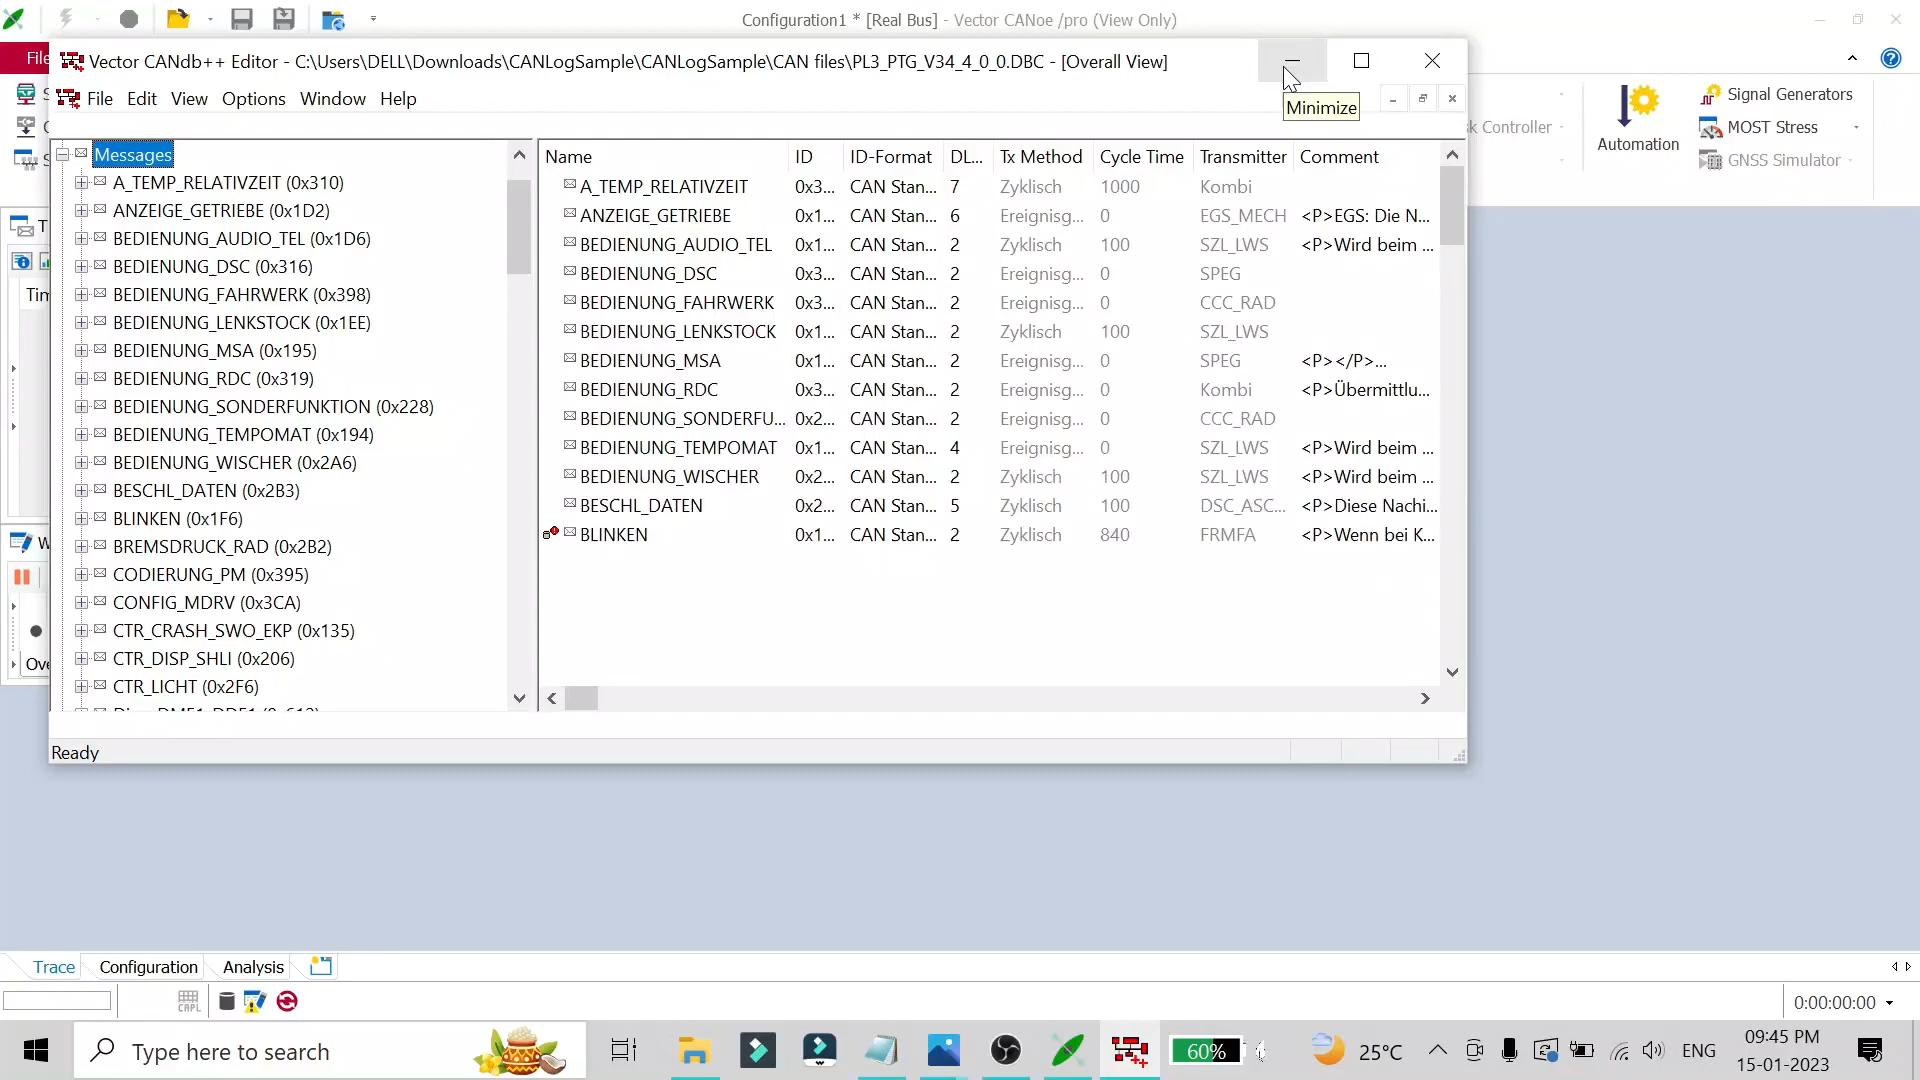 Configuration1 * [Real Bus] - Vector CANoe /pro (View Only)
File
Vector CANdb++ Editor - C:\Users\DELL\Downloads\CANLogSample\CANLogSample\CAN files\PL3_PTG_V34_4_0_0.DBC - [Overall View]
File Edit View Options Window Help
Minimize
k Controller
Automation
Signal Generators
MOST Stress
GNSS Simulator
Messages
A_TEMP_RELATIVZEIT (0x310)
ANZEIGE_GETRIEBE (0x1D2)
BEDIENUNG_AUDIO_TEL (0x1D6)
BEDIENUNG_DSC (0x316)
BEDIENUNG_FAHRWERK (0x398)
BEDIENUNG_LENKSTOCK (0x1EE)
BEDIENUNG_MSA (0x195)
BEDIENUNG_RDC (0x319)
BEDIENUNG_SONDERFUNKTION (0x228)
BEDIENUNG_TEMPOMAT (0x194)
BEDIENUNG_WISCHER (0x2A6)
BESCHL_DATEN (0x2B3)
BLINKEN (0x1F6)
BREMSDRUCK_RAD (0x2B2)
CODIERUNG_PM (0x395)
CONFIG_MDRV (0x3CA)
CTR_CRASH_SWO_EKP (0x135)
CTR_DISP_SHLI (0x206)
CTR_LICHT (0x2F6)
Name ID ID-Format DL... Tx Method Cycle Time Transmitter Comment
A_TEMP_RELATIVZEIT 0x3... CAN Stan... 7 Zyklisch 1000 Kombi
ANZEIGE_GETRIEBE 0x1... CAN Stan... 6 Ereignisg... 0 EGS_MECH <P>EGS: Die N...
BEDIENUNG_AUDIO_TEL 0x1... CAN Stan... 2 Zyklisch 100 SZL_LWS <P>Wird beim ...
BEDIENUNG_DSC 0x3... CAN Stan... 2 Ereignisg... 0 SPEG
BEDIENUNG_FAHRWERK 0x3... CAN Stan... 2 Ereignisg... 0 CCC_RAD
BEDIENUNG_LENKSTOCK 0x1... CAN Stan... 2 Zyklisch 100 SZL_LWS
BEDIENUNG_MSA 0x1... CAN Stan... 2 Ereignisg... 0 SPEG <P></P>...
BEDIENUNG_RDC 0x3... CAN Stan... 2 Ereignisg... 0 Kombi <P>Übermittlu...
BEDIENUNG_SONDERFU... 0x2... CAN Stan... 2 Ereignisg... 0 CCC_RAD
BEDIENUNG_TEMPOMAT 0x1... CAN Stan... 4 Ereignisg... 0 SZL_LWS <P>Wird beim ...
BEDIENUNG_WISCHER 0x2... CAN Stan... 2 Zyklisch 100 SZL_LWS <P>Wird beim ...
BESCHL_DATEN 0x2... CAN Stan... 5 Zyklisch 100 DSC_ASC... <P>Diese Nachi...
BLINKEN 0x1... CAN Stan... 2 Zyklisch 840 FRMFA <P>Wenn bei K...
Tim
W
Ove
Ready
Trace Configuration Analysis
CAPL
0:00:00:00
Type here to search
60%
25°C
ENG
09:45 PM
15-01-2023